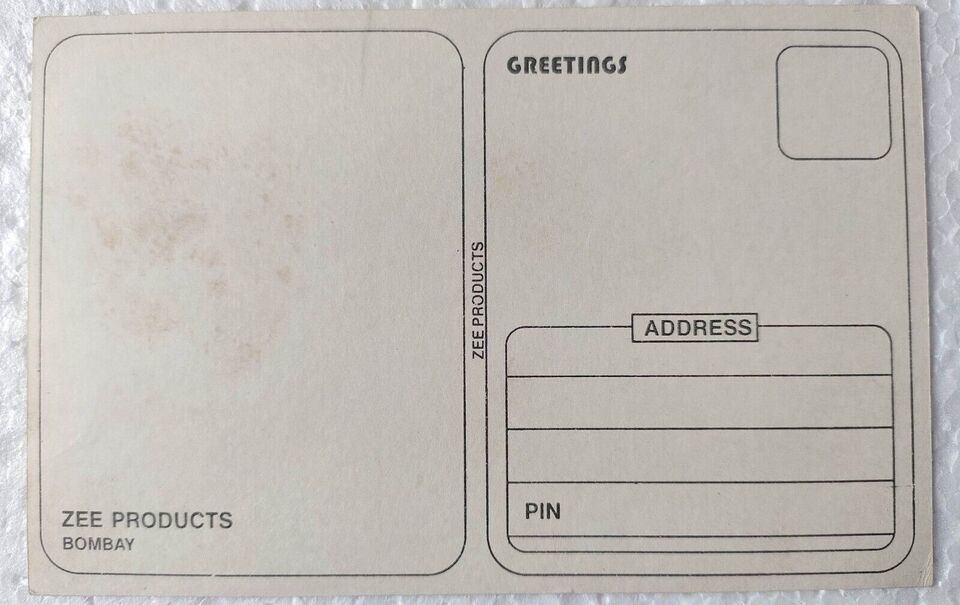 ZEE PRODUCTS
BOMBAY
ZEE PRODUCTS
GREETINGS
ADDRESS
PIN